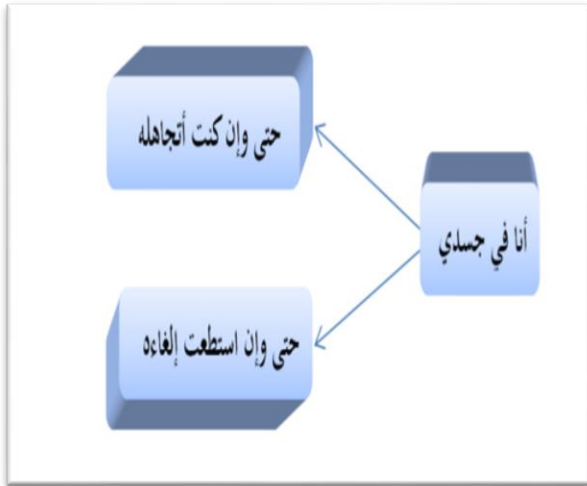 حتى وإن كنت أتجاهله
أنا في جسدي
حتى وإن استطعت إلغاءه